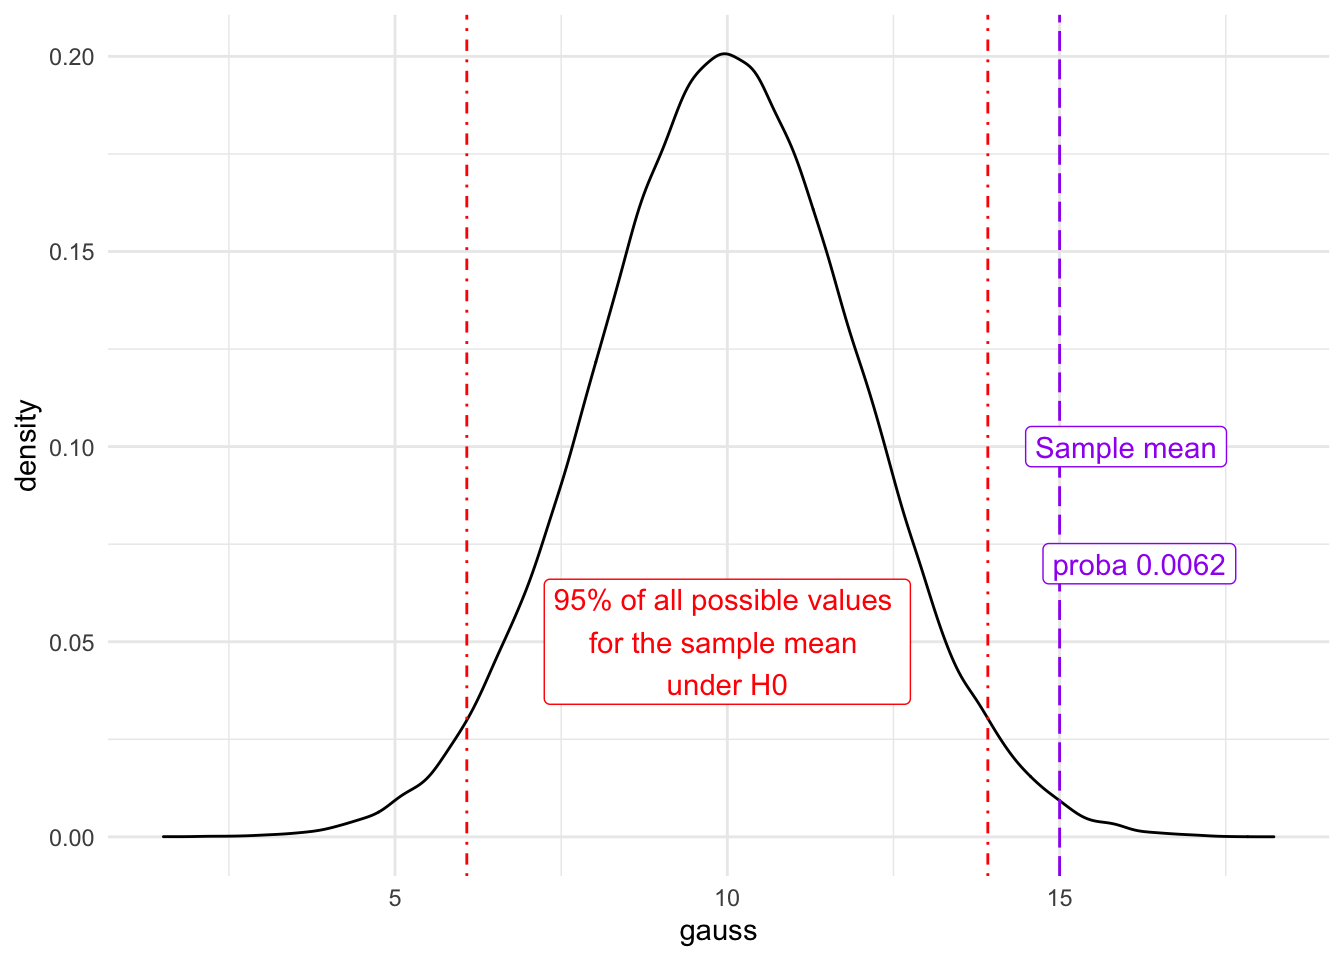 0.20
0.15
0.10
0.05
0.00
density
Sample mean
proba 0.0062
95% of all possible values
for the sample mean
under H0
5
10
15
gauss